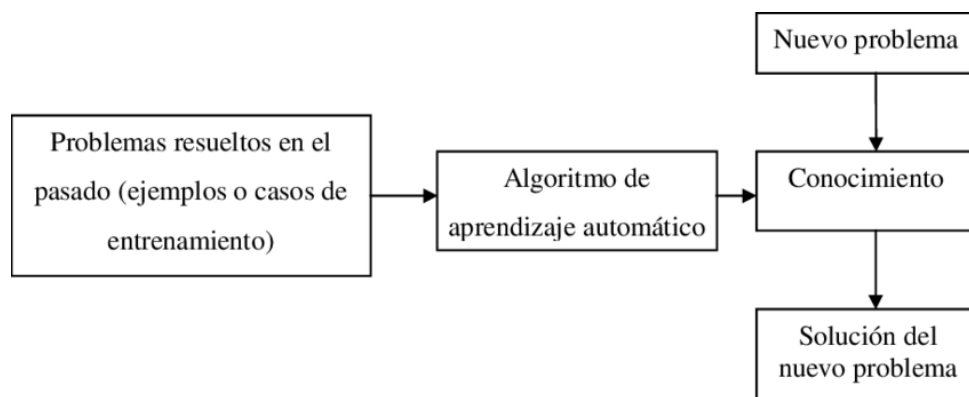 Nuevo problema
Problemas resueltos en el
pasado (ejemplos o casos de
entrenamiento)
Algoritmo de
aprendizaje automático
Conocimiento
Solución del
nuevo problema